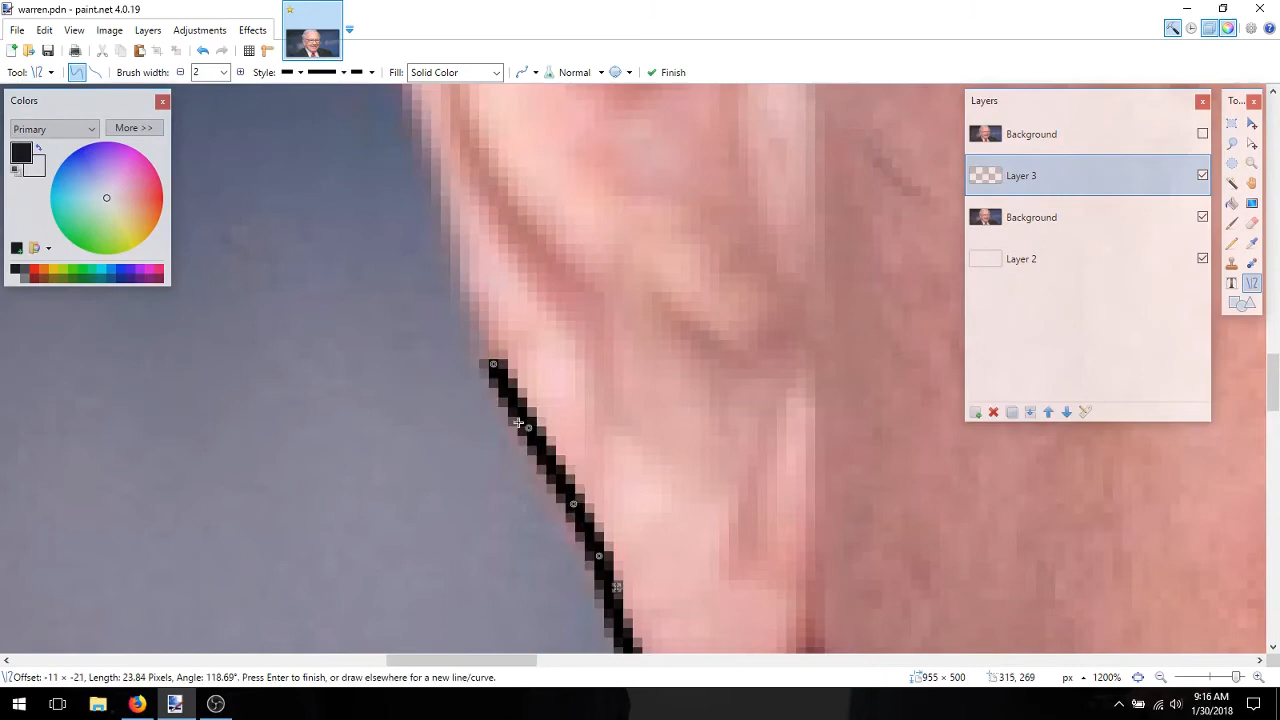 warren.pdn - paint.net 4.0.19
File Edit View Image Layers Adjustments Effects
Tool: Brush width: 2 Style: Fill: Solid Color Normal Finish
Colors
Primary More >>
Layers
Background
Layer 3
Background
Layer 2
To...
Offset: -11 × -21, Length: 23.84 Pixels, Angle: 113.69°. Press Enter to finish, or draw elsewhere for a new line/curve.
955 × 500 315, 269 px 1200%
9:16 AM
1/30/2018